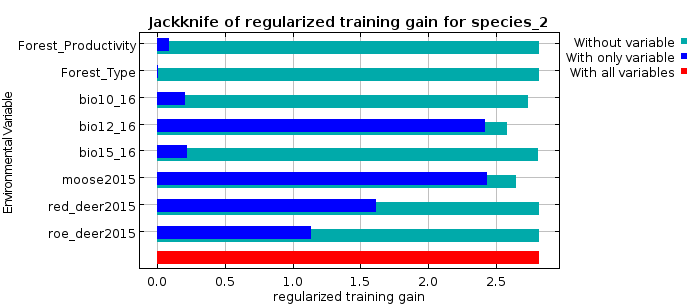 Jackknife of regularized training gain for species_2
Environmental Variable
Forest_Productivity
Forest_Type
bio10_16
bio12_16
bio15_16
moose2015
red_deer2015
roe_deer2015
0.0 0.5 1.0 1.5 2.0 2.5
regularized training gain
Without variable
With only variable
With all variables